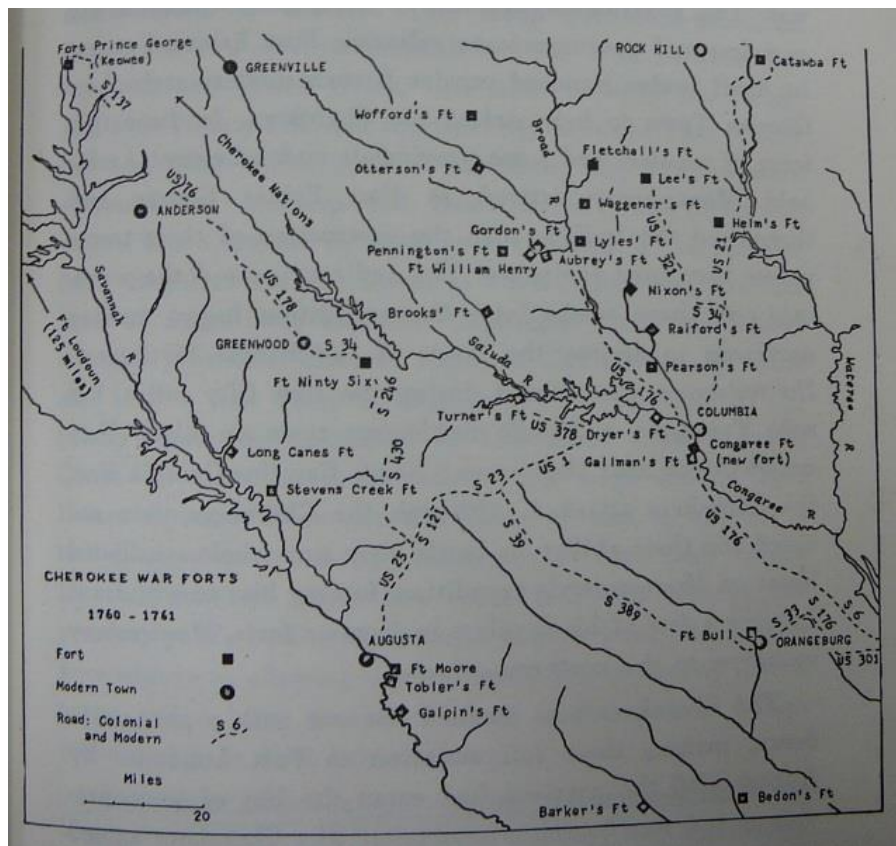 Fort Prince George
(Keowee)
S 137
GREENVILLE
ROCK HILL
Catawba Ft
Wofford's Ft
Broad
R
Fletchall's Ft
Otterson's Ft
Lee's Ft
US 76
Cherokee Nations
ANDERSON
Waggener's Ft
US 321
US 21
Helm's Ft
Gordon's Ft
Lyles' Ft
Pennington's Ft
Aubrey's Ft
Ft William Henry
Savannah
R
US 178
Nixon's Ft
S 34
Brooks' Ft
Raiford's Ft
Ft Loudoun
(125 miles)
GREENWOOD
S 34
Saluda
R
Pearson's Ft
Wateree
R
Ft Ninty Six
S 246
US 176
Turner's Ft
US 378
Dryer's Ft
COLUMBIA
Congaree Ft
(new fort)
Gallman's Ft
Long Canes Ft
S 430
US 1
Stevens Creek Ft
S 23
Congaree
R
S 121
S 39
US 176
US 25
CHEROKEE WAR FORTS
1760 - 1761
S 389
S 6
Ft Bull
S 33
S 176
ORANGEBURG
US 301
Fort
AUGUSTA
Ft Moore
Modern Town
Tobler's Ft
Road: Colonial
and Modern
S 6
Galpin's Ft
Miles
20
Barker's Ft
Bedon's Ft